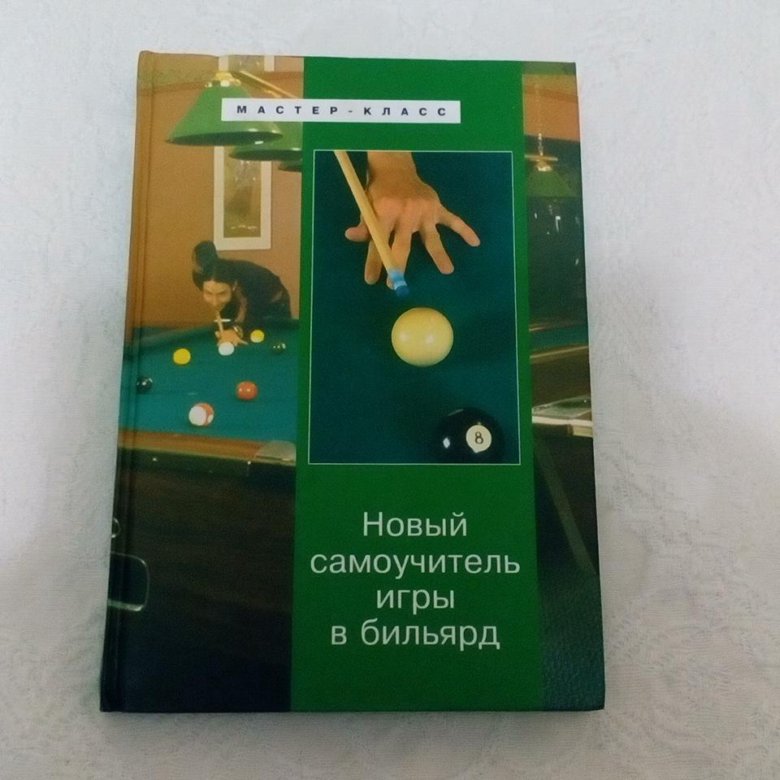 МАСТЕР-КЛАСС
8
Новый
самоучитель
игры
в бильярд